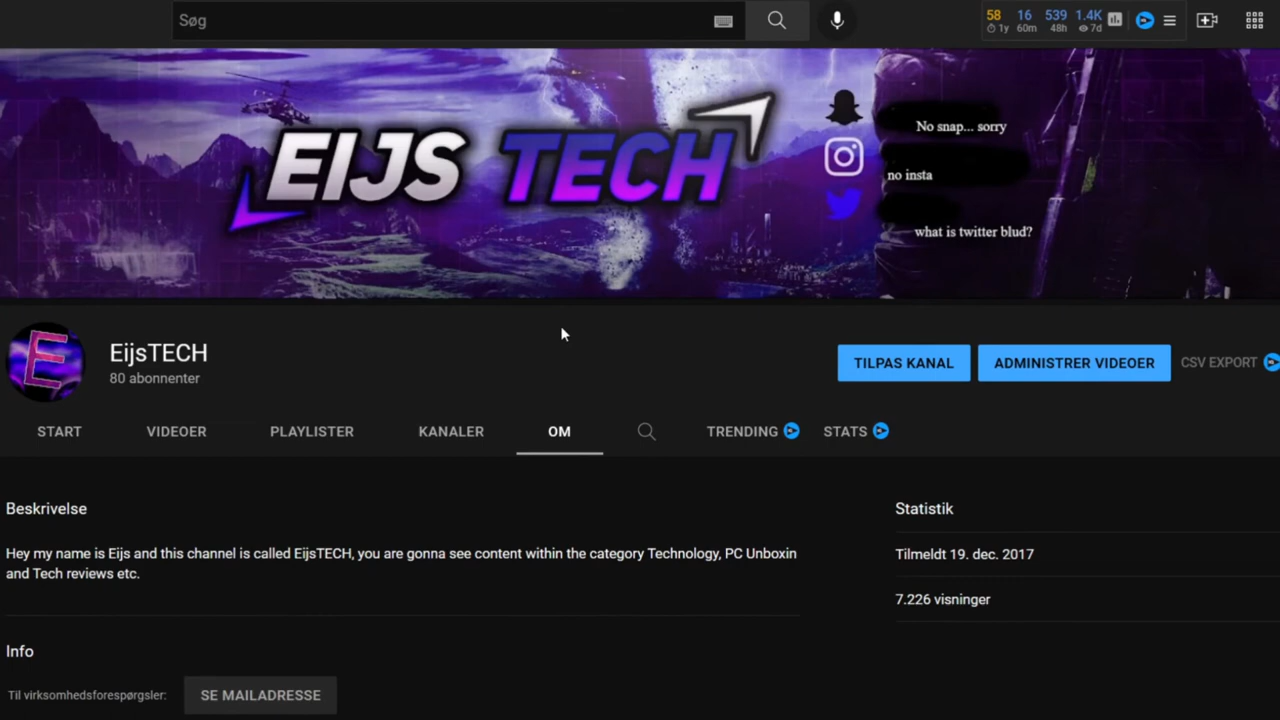 Søg
58 16 539 1.4K
1y 60m 48h 7d
EIJS TECH
No snap... sorry
no insta
what is twitter blud?
E
EijsTECH
80 abonnenter
TILPAS KANAL
ADMINISTRER VIDEOER
CSV EXPORT
START
VIDEOER
PLAYLISTER
KANALER
OM
TRENDING
STATS
Beskrivelse
Hey my name is Eijs and this channel is called EijsTECH, you are gonna see content within the category Technology, PC Unboxin
and Tech reviews etc.
Statistik
Tilmeldt 19. dec. 2017
7.226 visninger
Info
Til virksomhedsforespørgsler:
SE MAILADRESSE